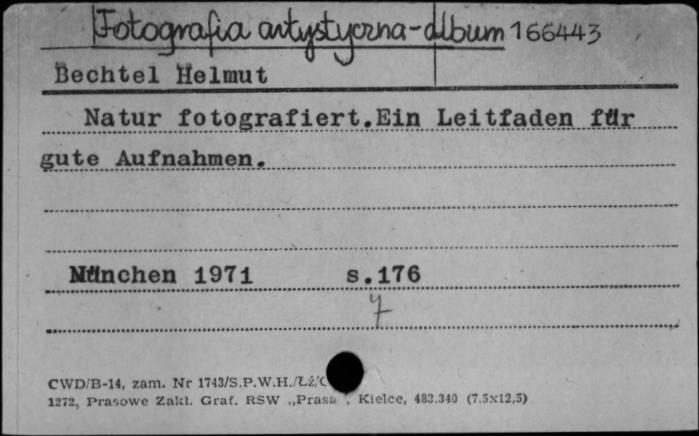 Fotografia artystyczna-album 166443
Bechtel Helmut
Natur fotografiert.Ein Leitfaden für
gute Aufnahmen.
München 1971 s.176
7
CWD/B-14, zam. Nr 1743/S.P.W.H./Łź/
1272, Prasowe Zakł. Graf. RSW „Prasa", Kielce, 483.340 (7.5x12,5)